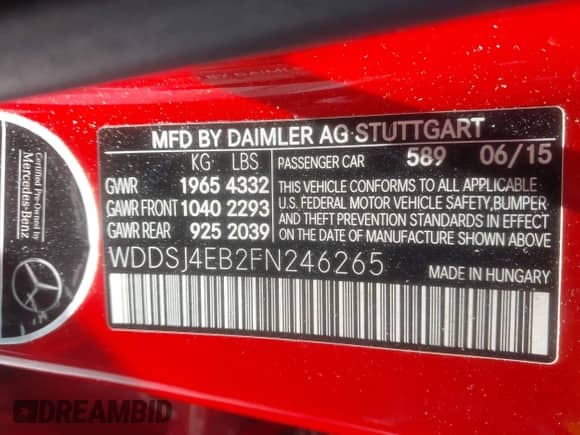 MFD BY DAIMLER AG STUTTGART
KG LBS
GVWR 1965 4332
GAWR FRONT 1040 2293
GAWR REAR 925 2039
PASSENGER CAR 589 06/15
THIS VEHICLE CONFORMS TO ALL APPLICABLE
U.S. FEDERAL MOTOR VEHICLE SAFETY,BUMPER
AND THEFT PREVENTION STANDARDS IN EFFECT
ON THE DATE OF MANUFACTURE SHOWN ABOVE
WDDSJ4EB2FN246265
MADE IN HUNGARY
Certified Pre-Owned by
Mercedes-Benz
DREAMBID